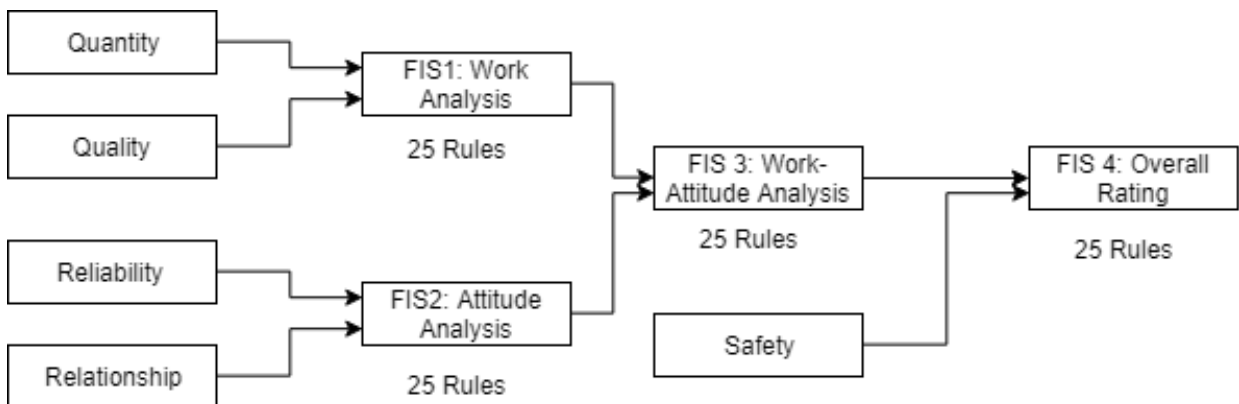 Quantity
FIS1: Work
Analysis
Quality
25 Rules
FIS 3: Work-
Attitude Analysis
25 Rules
FIS 4: Overall
Rating
25 Rules
Reliability
FIS2: Attitude
Analysis
Relationship
25 Rules
Safety